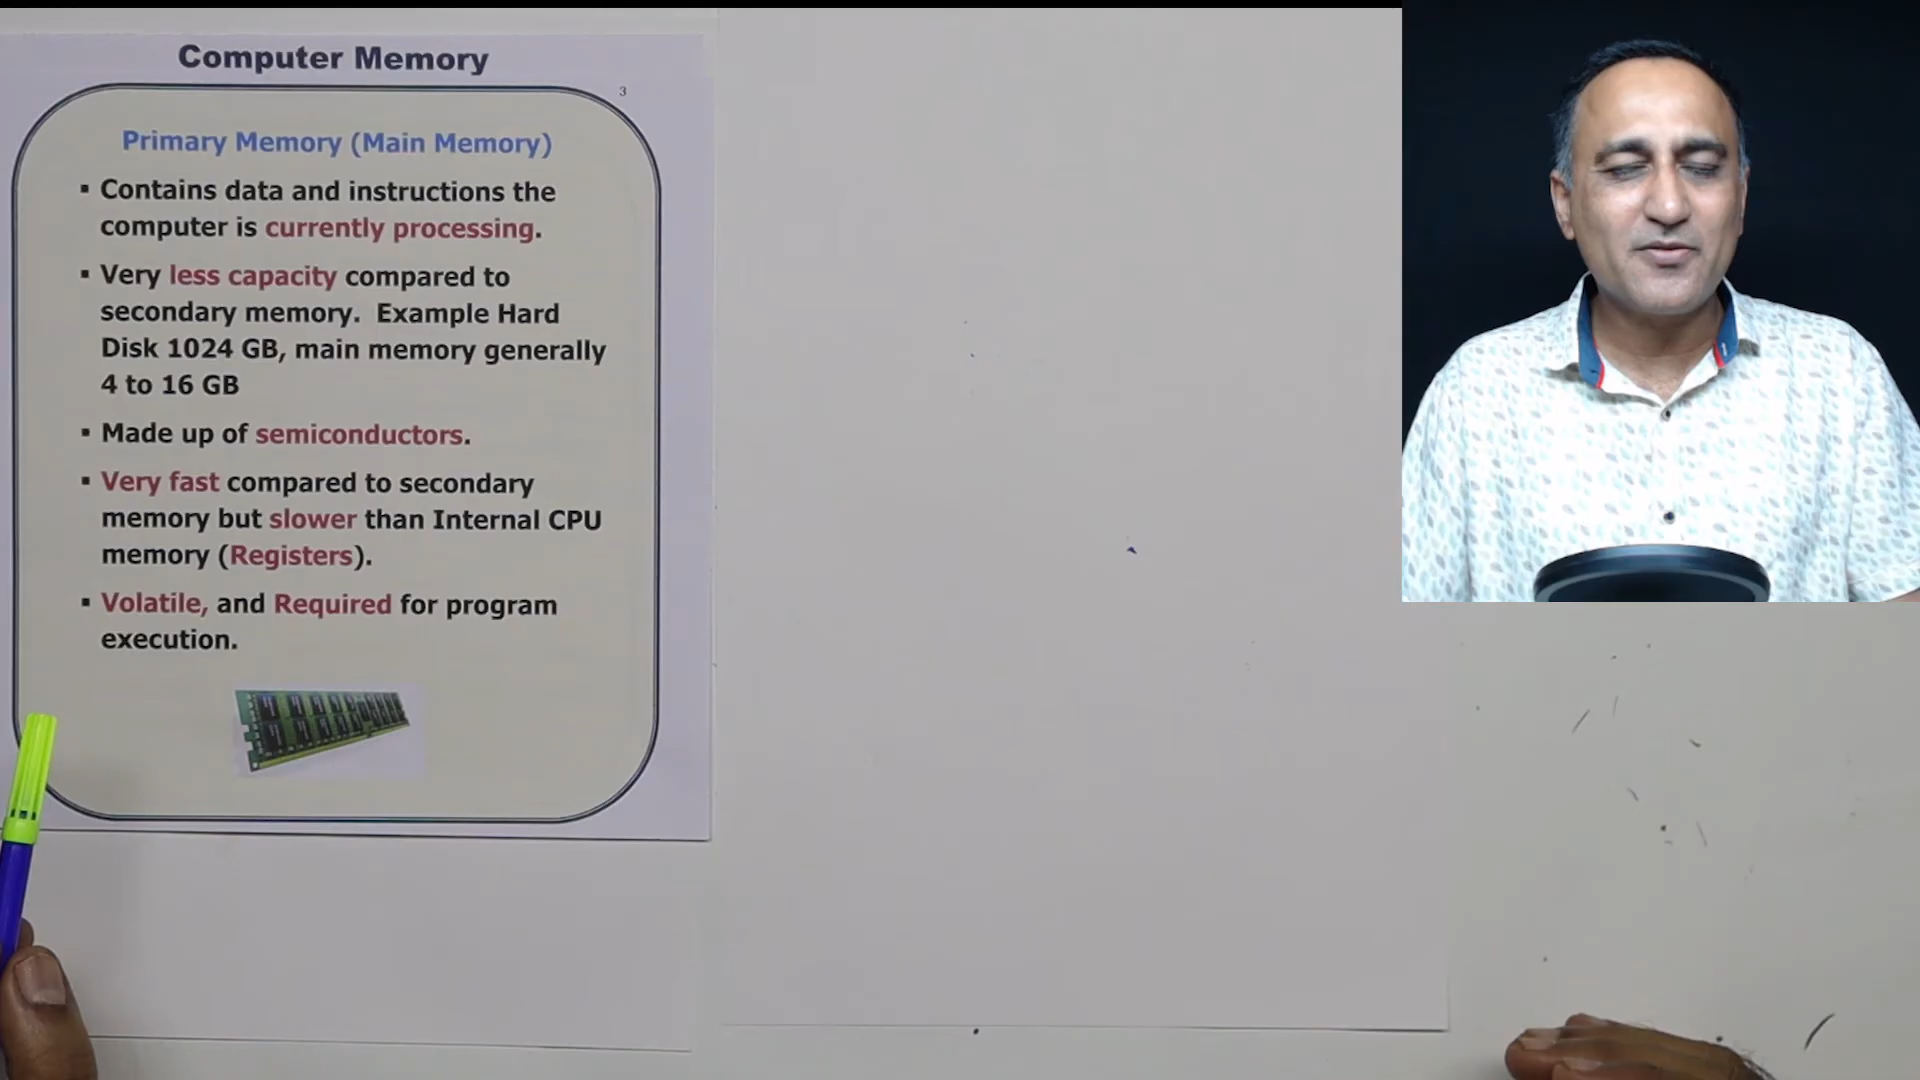 Computer Memory
3
Primary Memory (Main Memory)
▪ Contains data and instructions the
computer is currently processing.
▪ Very less capacity compared to
secondary memory. Example Hard
Disk 1024 GB, main memory generally
4 to 16 GB
▪ Made up of semiconductors.
▪ Very fast compared to secondary
memory but slower than Internal CPU
memory (Registers).
▪ Volatile, and Required for program
execution.